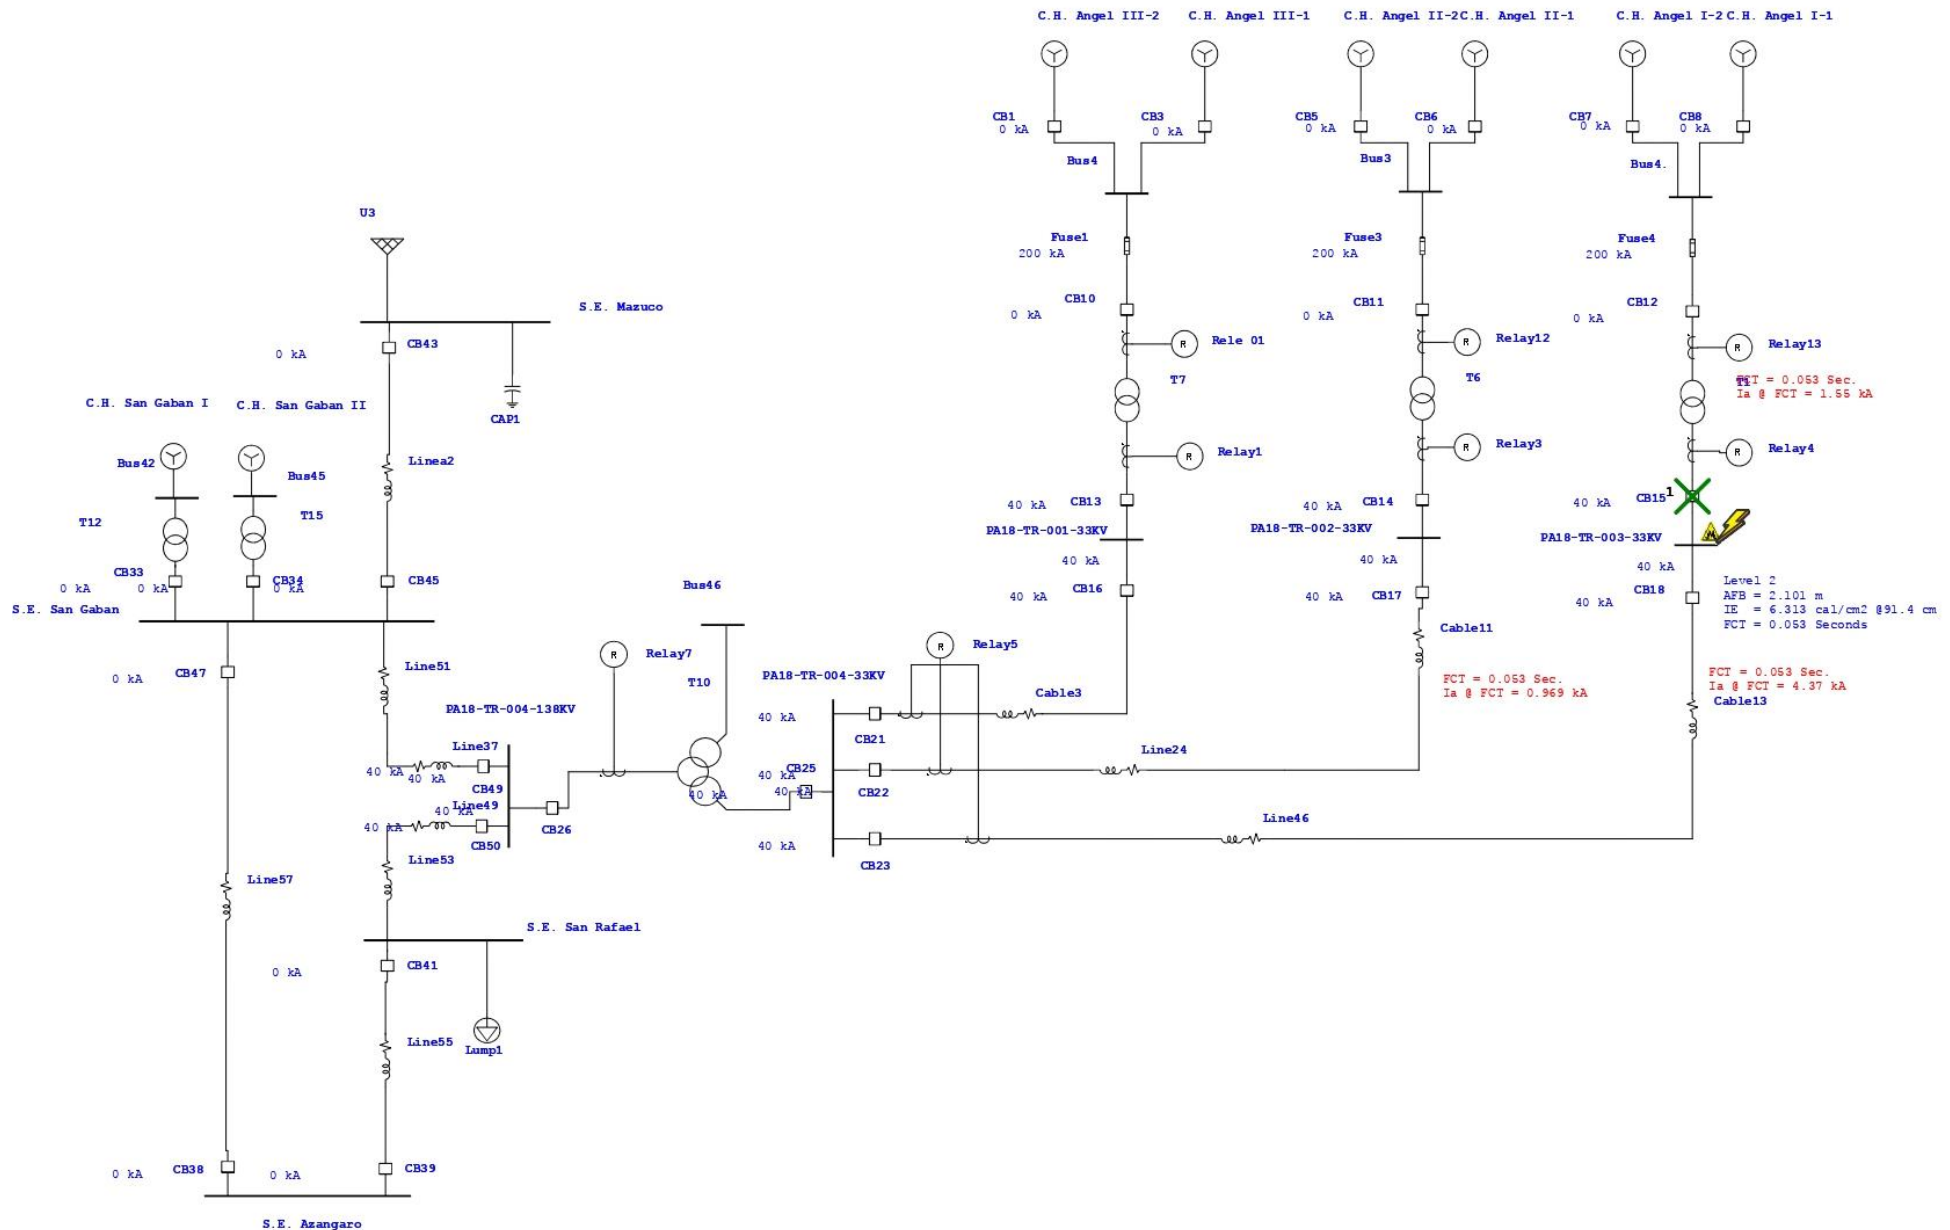 C.H. Angel III-2
C.H. Angel III-1
C.H. Angel II-2
C.H. Angel II-1
C.H. Angel I-2
C.H. Angel I-1
CB1
0 kA
CB3
0 kA
CB5
0 kA
CB6
0 kA
CB7
0 kA
CB8
0 kA
Bus4
Bus3
Bus4.
U3
Fuse1
200 kA
Fuse3
200 kA
Fuse4
200 kA
S.E. Mazuco
CB10
0 kA
CB11
0 kA
CB12
0 kA
CB43
0 kA
R
Rele 01
R
Relay12
R
Relay13
T7
T6
T1
FCT = 0.053 Sec.
Ia @ FCT = 1.55 kA
C.H. San Gaban I
C.H. San Gaban II
CAP1
Bus42
Bus45
Linea2
R
Relay1
R
Relay3
R
Relay4
T12
T15
40 kA
CB13
40 kA
CB14
40 kA
CB15
1
PA18-TR-001-33KV
PA18-TR-002-33KV
PA18-TR-003-33KV
40 kA
40 kA
40 kA
CB33
0 kA
0 kA
CB34
0 kA
CB45
S.E. San Gaban
Bus46
40 kA
CB16
40 kA
CB17
40 kA
CB18
Level 2
AFB = 2.101 m
IE = 6.313 cal/cm2 @91.4 cm
FCT = 0.053 Seconds
Cable11
R
Relay7
R
Relay5
CB47
0 kA
Line51
T10
PA18-TR-004-33KV
Cable3
FCT = 0.053 Sec.
Ia @ FCT = 0.969 kA
FCT = 0.053 Sec.
Ia @ FCT = 4.37 kA
Cable13
PA18-TR-004-138KV
40 kA
CB21
Line37
Line24
40 kA
40 kA
CB49
40 kA
CB25
40 kA
40 kA
CB22
Line49
40 kA
40 kA
CB26
CB50
Line46
40 kA
CB23
Line53
Line57
S.E. San Rafael
CB41
0 kA
Line55
Lump1
0 kA
CB38
0 kA
CB39
S.E. Azangaro